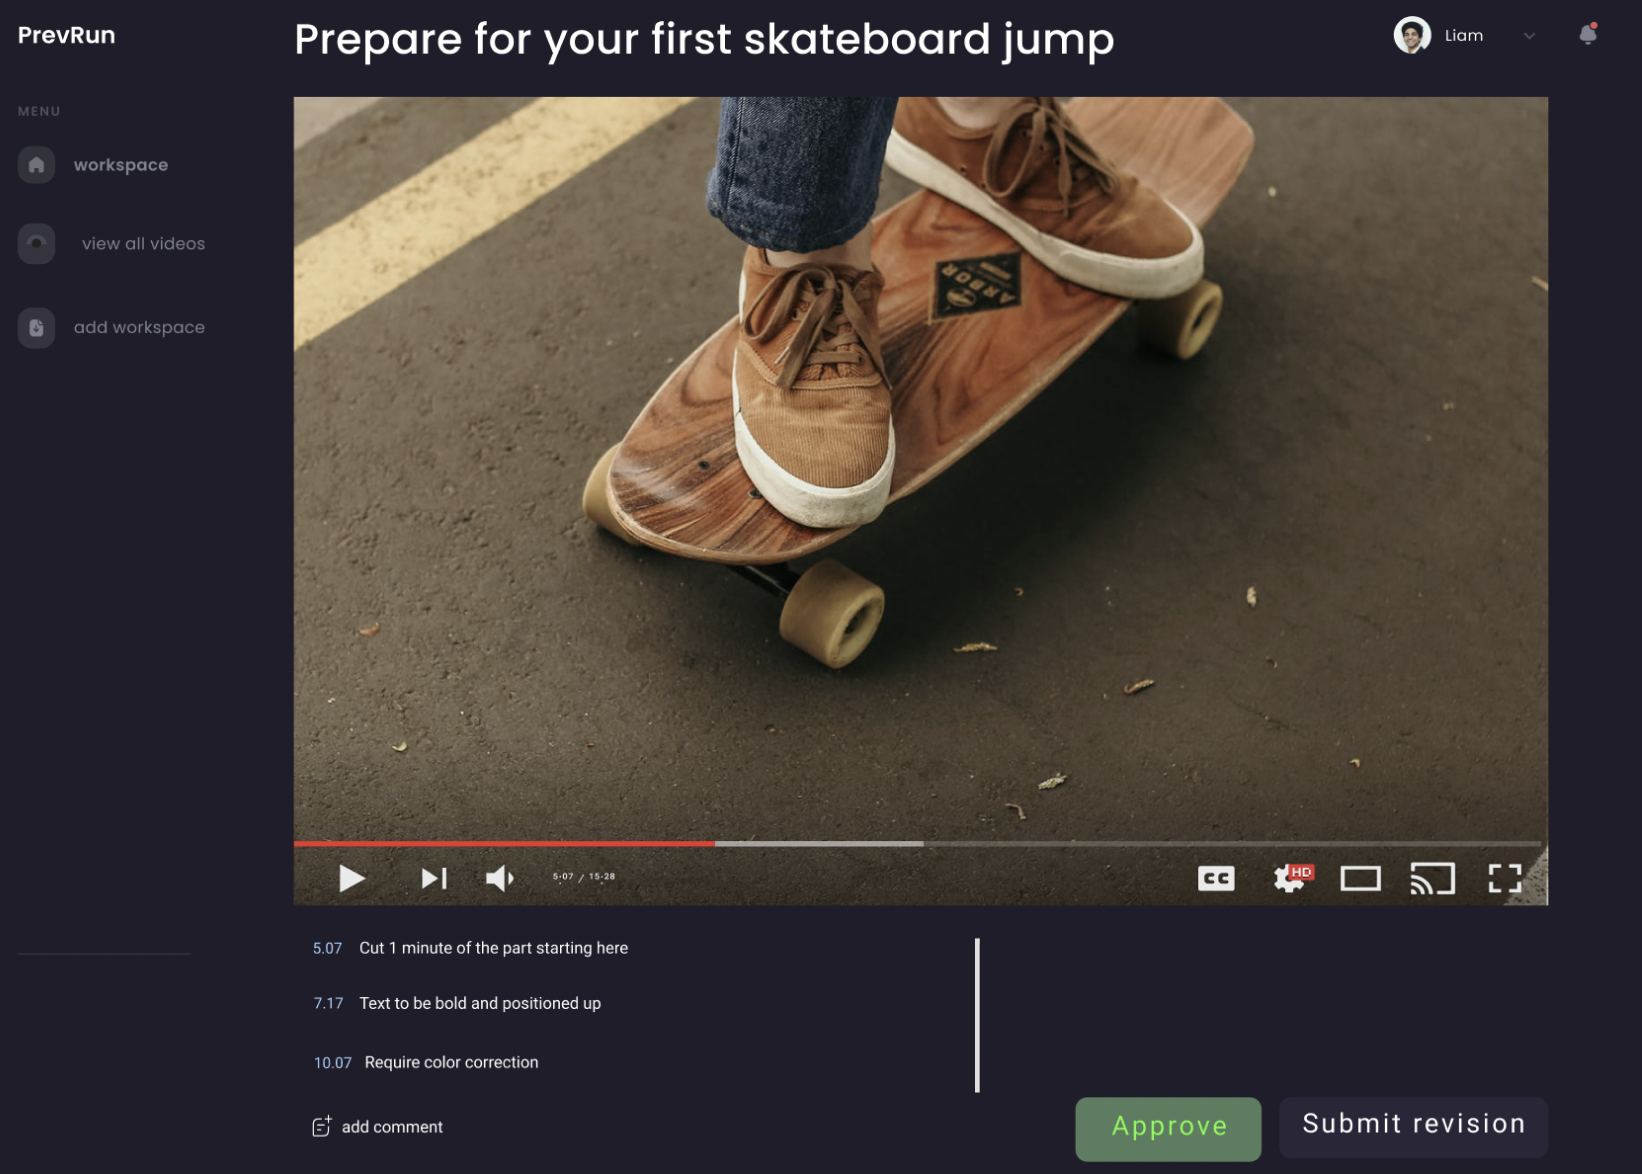 PrevRun
Prepare for your first skateboard jump
Liam
MENU
workspace
view all videos
add workspace
ARBOR
5:07 / 15:28
CC
HD
5.07 Cut 1 minute of the part starting here
7.17 Text to be bold and positioned up
10.07 Require color correction
add comment
Approve
Submit revision